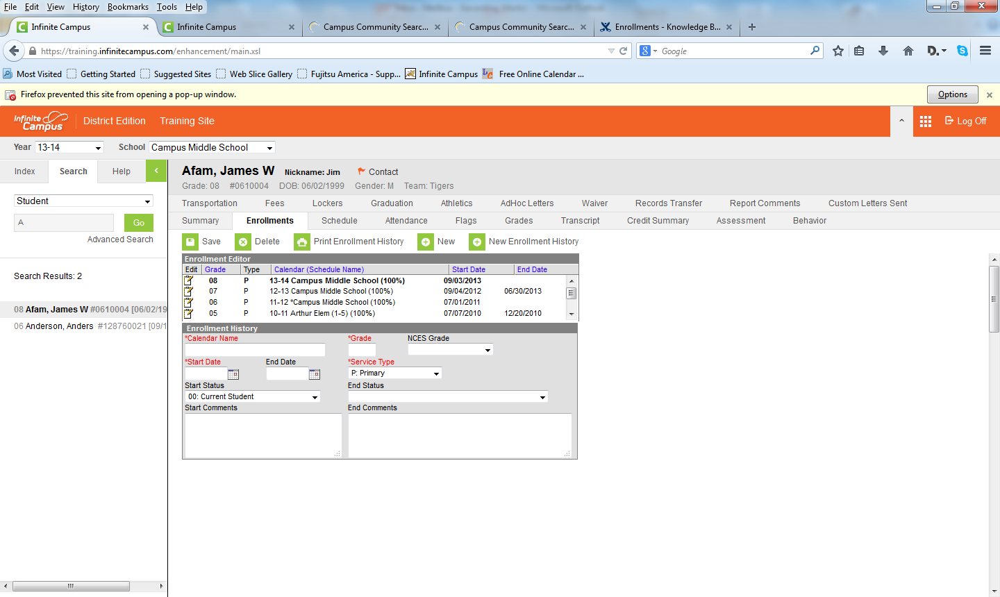 File Edit View History Bookmarks Tools Help
Infinite Campus Infinite Campus Campus Community Searc... Campus Community Searc... Enrollments - Knowledge B...
https://training.infinitecampus.com/enhancement/main.xsl Google
Most Visited Getting Started Suggested Sites Web Slice Gallery Fujitsu America - Supp... Infinite Campus Free Online Calendar ...
Firefox prevented this site from opening a pop-up window. Options
Infinite Campus District Edition Training Site Log Off
Year 13-14 School Campus Middle School
Index Search Help
Student
A Go
Advanced Search
Search Results: 2
08 Afam, James W #0610004 [06/02/19
06 Anderson, Anders #128760021 [09/1
Afam, James W Nickname: Jim Contact
Grade: 08 #0610004 DOB: 06/02/1999 Gender: M Team: Tigers
Transportation Fees Lockers Graduation Athletics AdHoc Letters Waiver Records Transfer Report Comments Custom Letters Sent
Summary Enrollments Schedule Attendance Flags Grades Transcript Credit Summary Assessment Behavior
Save Delete Print Enrollment History New New Enrollment History
Enrollment Editor
Edit Grade Type Calendar (Schedule Name) Start Date End Date
08 P 13-14 Campus Middle School (100%) 09/03/2013
07 P 12-13 Campus Middle School (100%) 09/04/2012 06/30/2013
06 P 11-12 *Campus Middle School (100%) 07/01/2011
05 P 10-11 Arthur Elem (1-5) (100%) 07/07/2010 12/20/2010
Enrollment History
*Calendar Name *Grade NCES Grade
*Start Date End Date *Service Type
P: Primary
Start Status End Status
00: Current Student
Start Comments End Comments